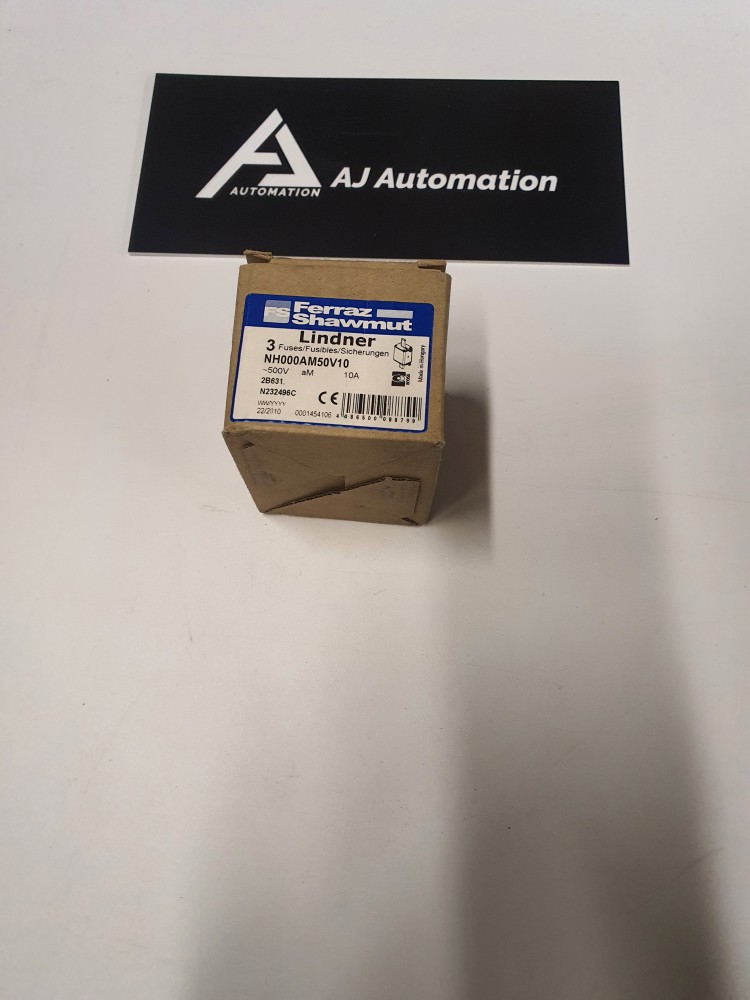 AUTOMATION
AJ Automation
FS Ferraz
Shawmut
Lindner
3 Fuses/Fusibles/Sicherungen
NH000AM50V10
~500V aM 10A
2B631.
N232496C
WW/YYYY
22/2010
0001454106
CE
Made in Hungary